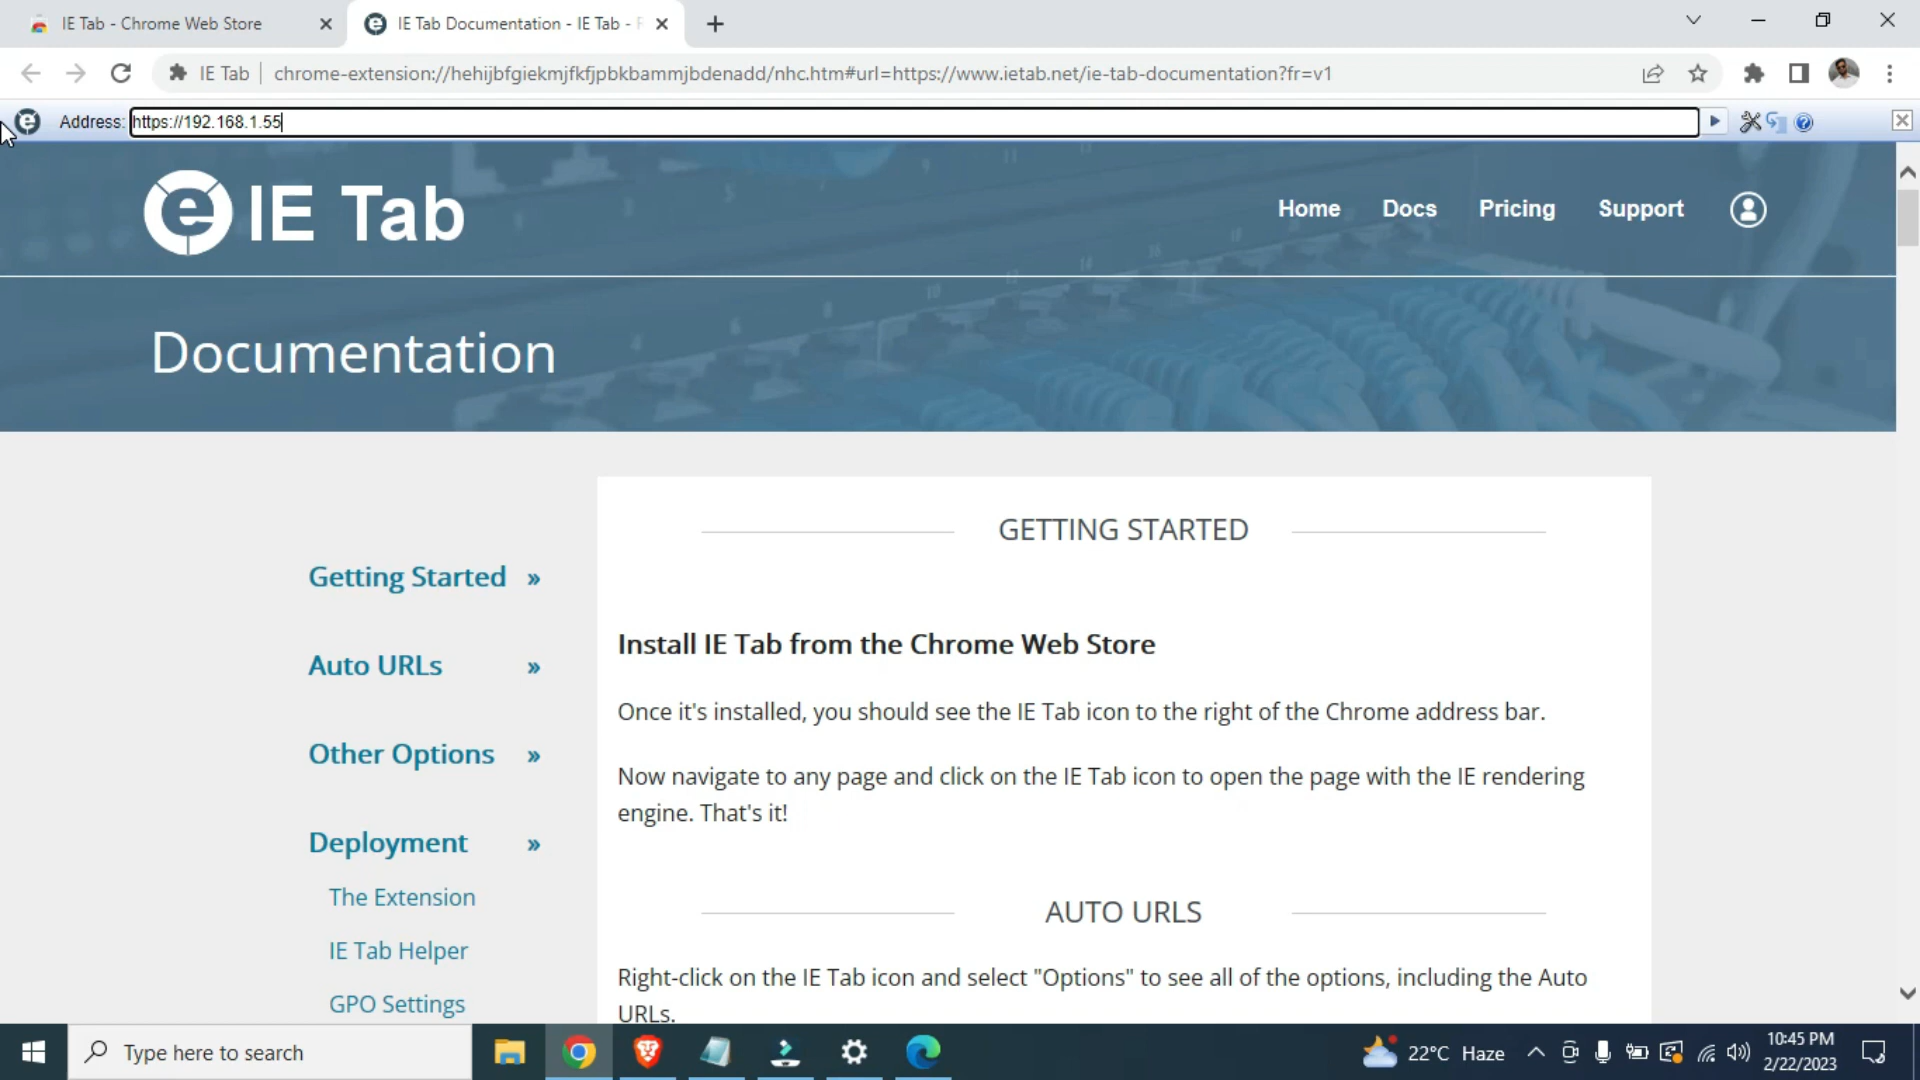 IE Tab - Chrome Web Store
IE Tab Documentation - IE Tab -
IE Tab
chrome-extension://hehijbfgiekmjfkfjpbkbammjbdenadd/nhc.htm#url=https://www.ietab.net/ie-tab-documentation?fr=v1
Address: https://192.168.1.55
IE Tab
Home Docs Pricing Support
Documentation
GETTING STARTED
Getting Started »
Install IE Tab from the Chrome Web Store
Auto URLs »
Once it's installed, you should see the IE Tab icon to the right of the Chrome address bar.
Other Options »
Now navigate to any page and click on the IE Tab icon to open the page with the IE rendering
engine. That's it!
Deployment »
The Extension
AUTO URLS
IE Tab Helper
Right-click on the IE Tab icon and select "Options" to see all of the options, including the Auto
URLs.
GPO Settings
Type here to search
22°C Haze
10:45 PM
2/22/2023